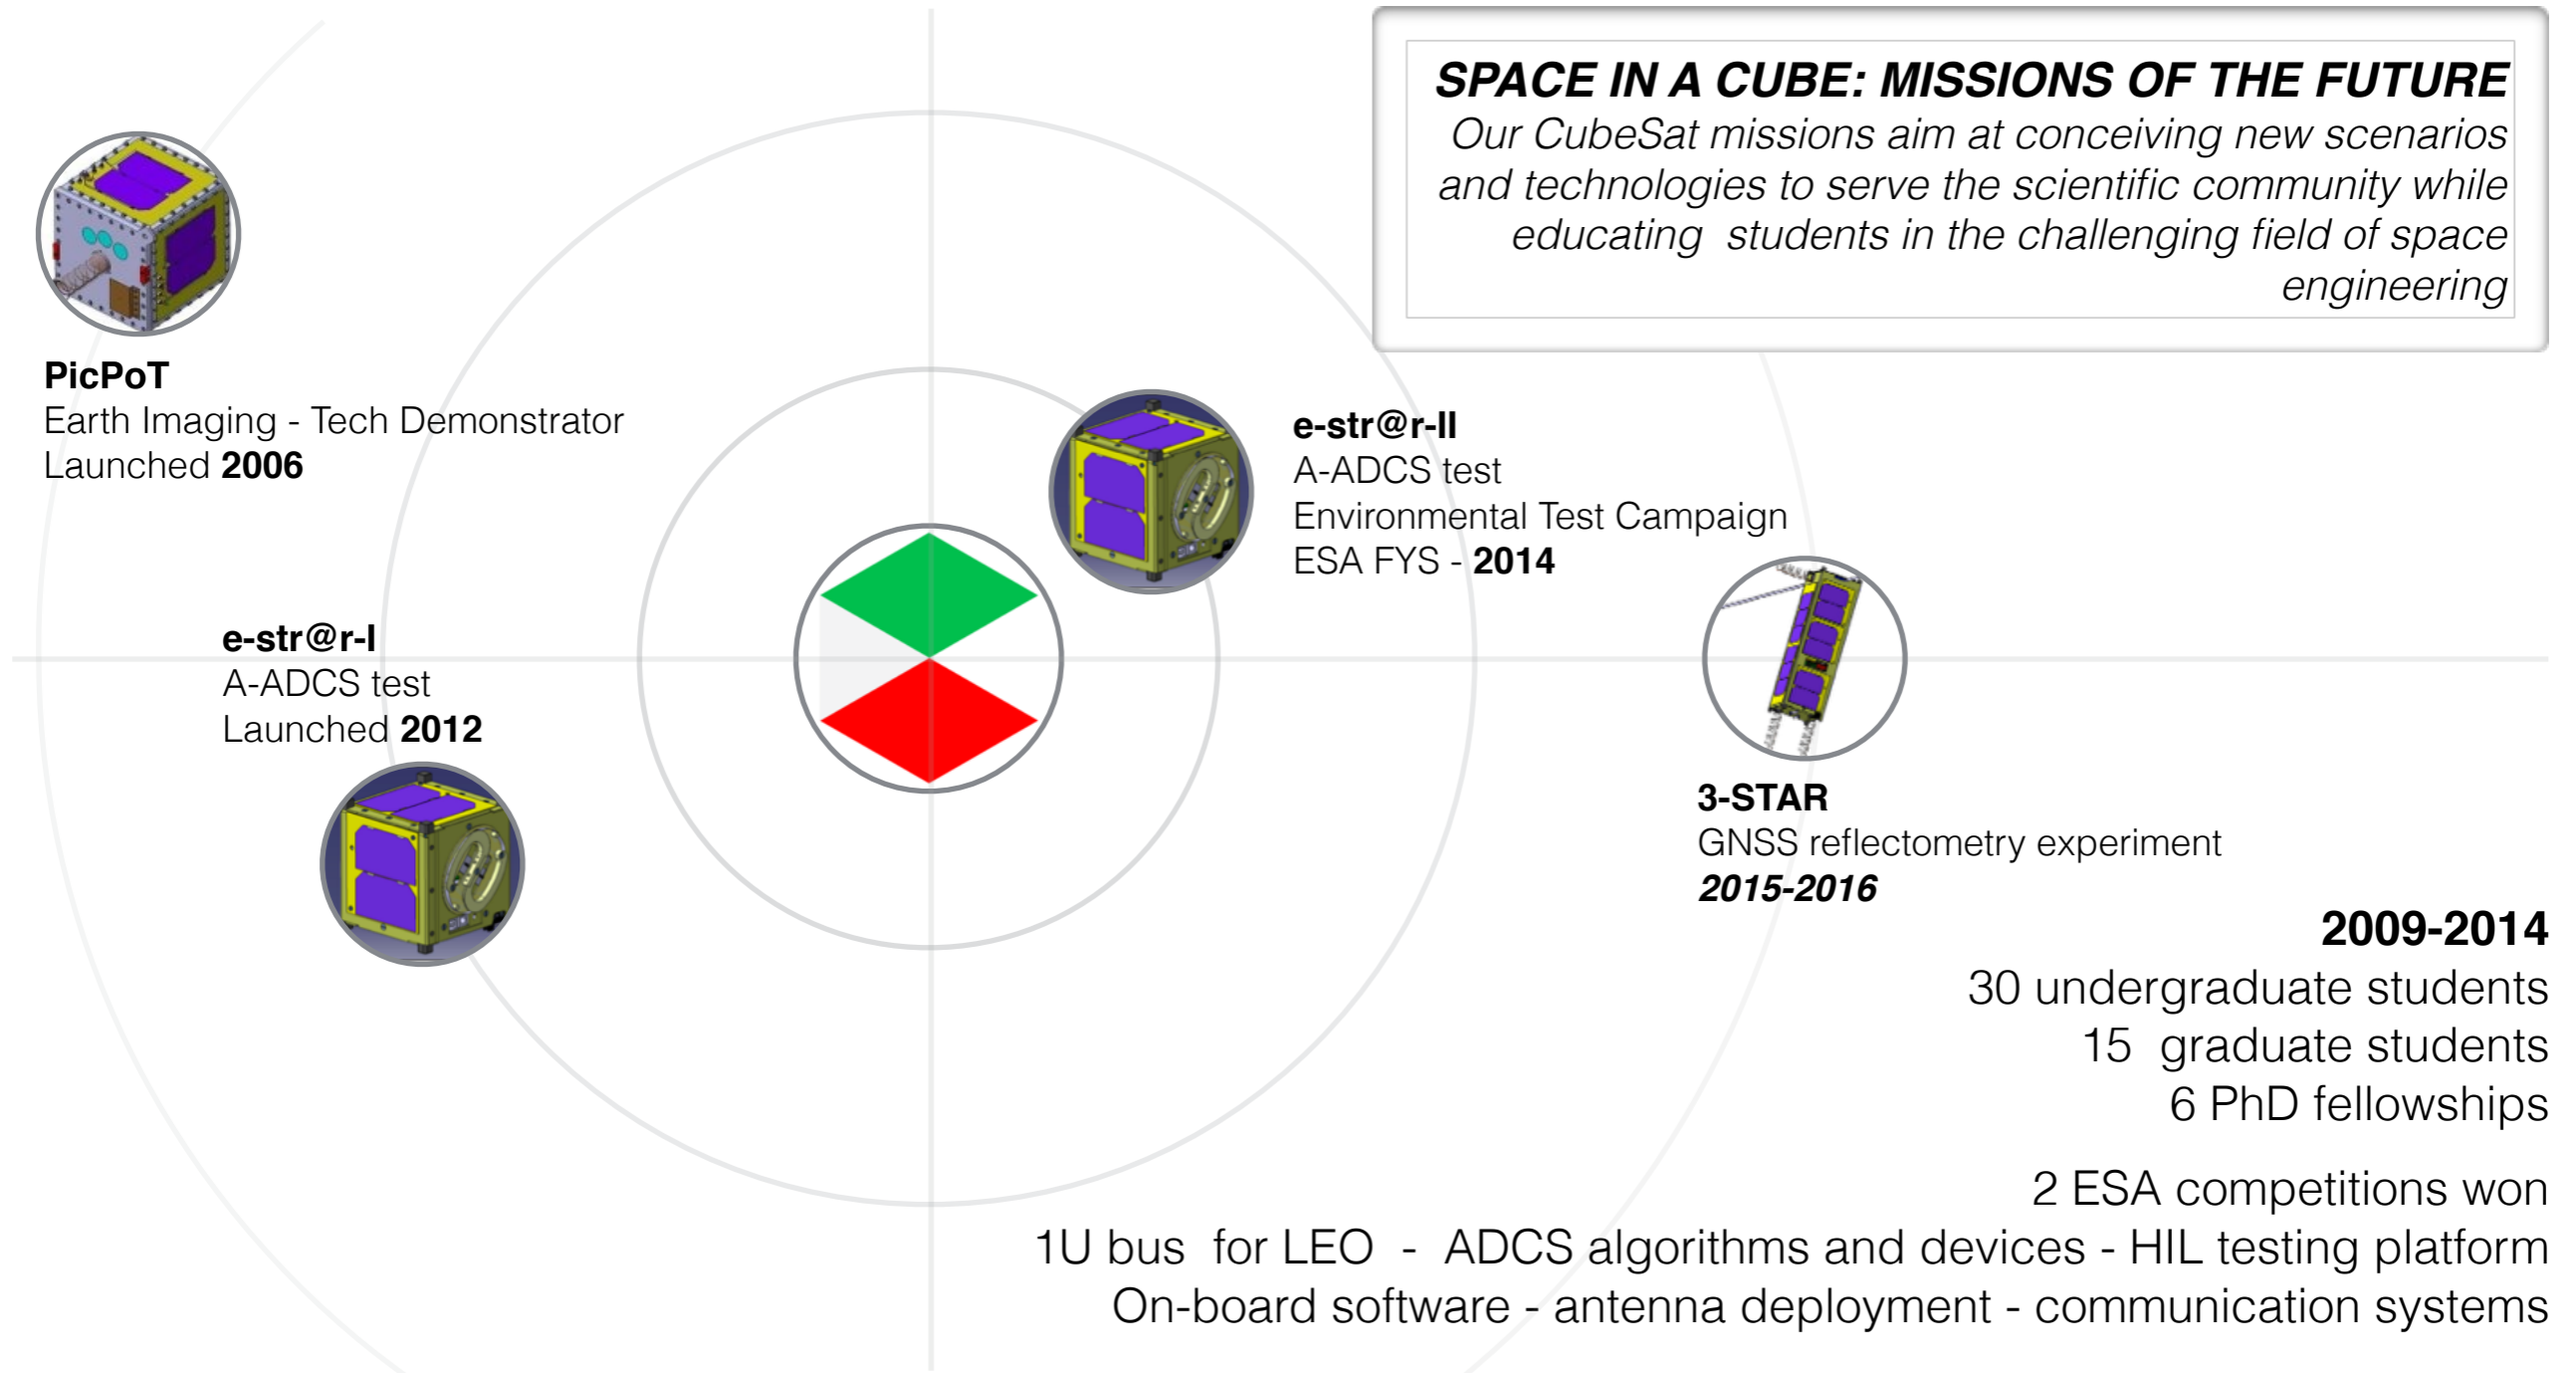 SPACE IN A CUBE: MISSIONS OF THE FUTURE
Our CubeSat missions aim at conceiving new scenarios
and technologies to serve the scientific community while
educating  students in the challenging field of space
engineering
PicPoT
Earth Imaging - Tech Demonstrator
Launched 2006
e-str@r-II
A-ADCS test
Environmental Test Campaign
ESA FYS - 2014
e-str@r-I
A-ADCS test
Launched 2012
3-STAR
GNSS reflectometry experiment
2015-2016
2009-2014
30 undergraduate students
15  graduate students
6 PhD fellowships
2 ESA competitions won
1U bus  for LEO  -  ADCS algorithms and devices - HIL testing platform
On-board software - antenna deployment - communication systems